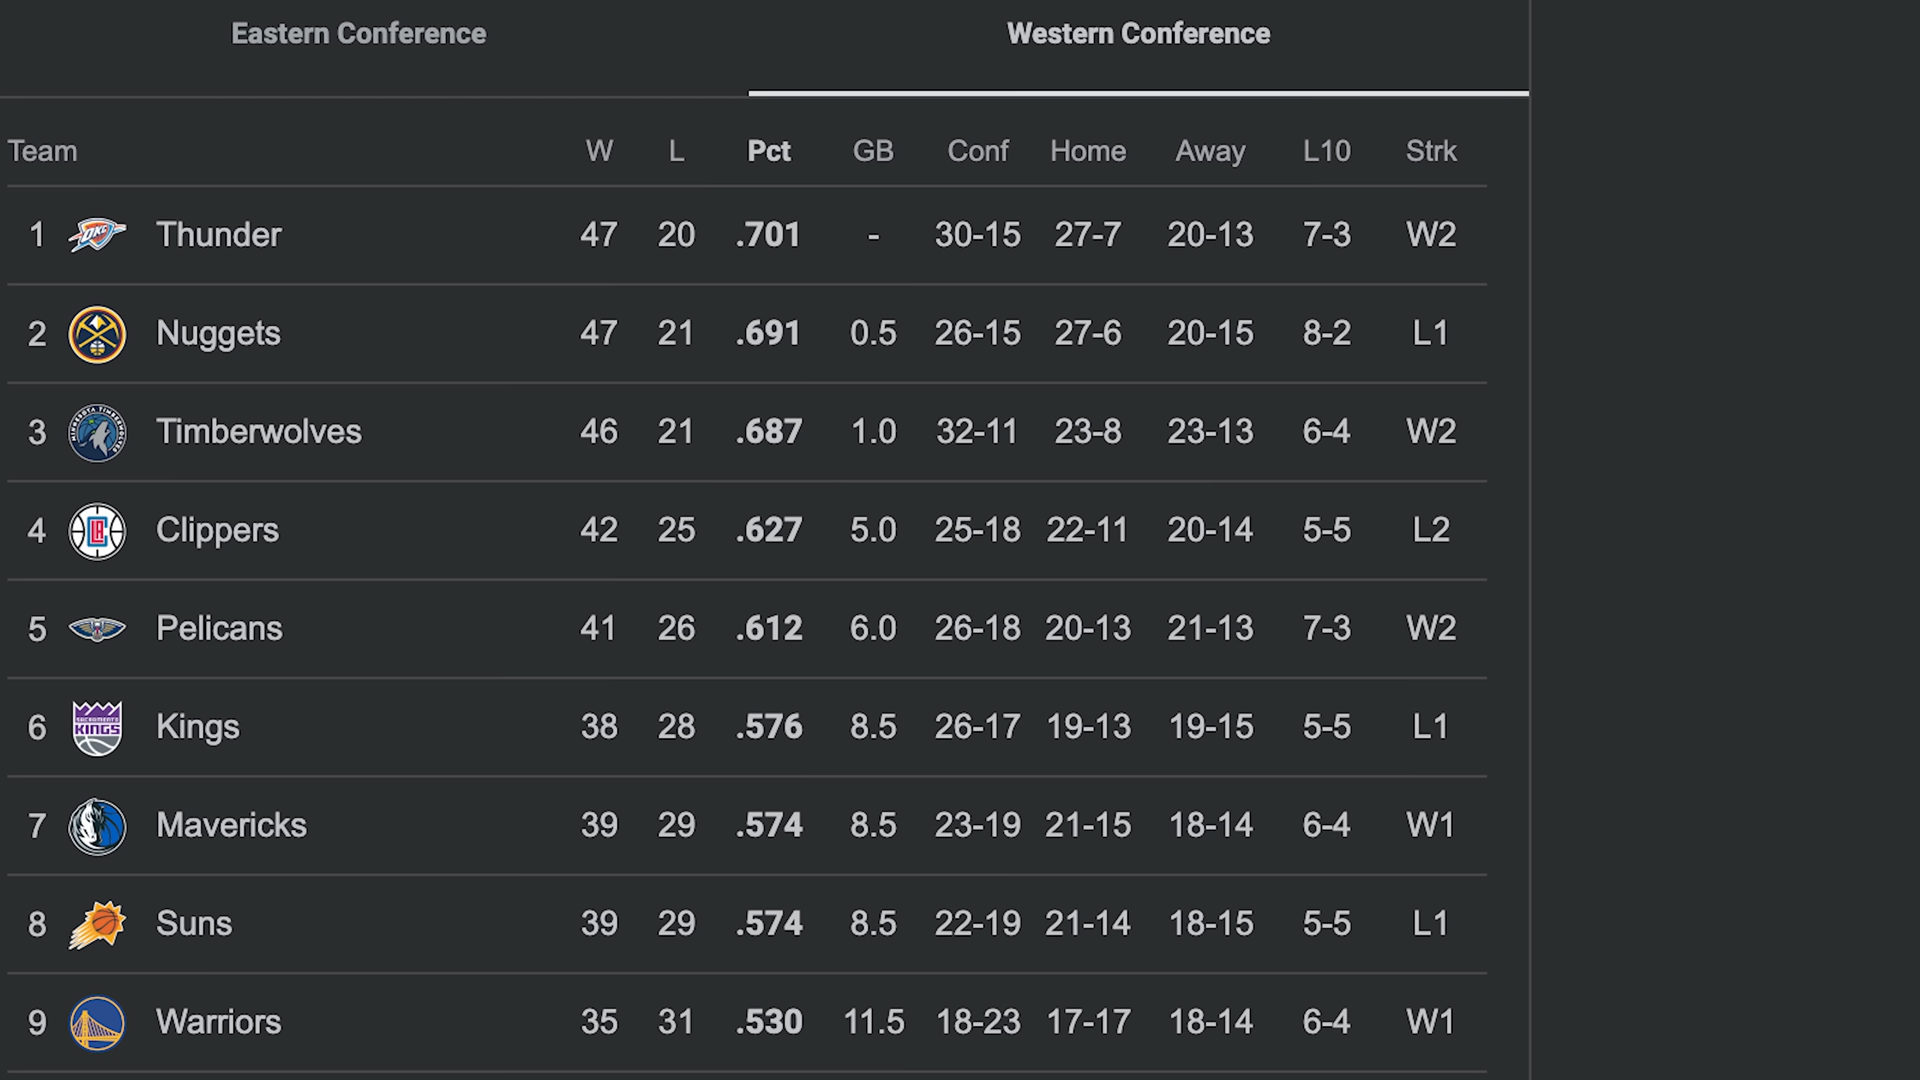 Eastern Conference Western Conference
Team W L Pct GB Conf Home Away L10 Strk
1 OKC Thunder 47 20 .701 - 30-15 27-7 20-13 7-3 W2
2 Nuggets 47 21 .691 0.5 26-15 27-6 20-15 8-2 L1
3 MINNESOTA TIMBERWOLVES Timberwolves 46 21 .687 1.0 32-11 23-8 23-13 6-4 W2
4 LA Clippers 42 25 .627 5.0 25-18 22-11 20-14 5-5 L2
5 Pelicans 41 26 .612 6.0 26-18 20-13 21-13 7-3 W2
6 SACRAMENTO KINGS Kings 38 28 .576 8.5 26-17 19-13 19-15 5-5 L1
7 Mavericks 39 29 .574 8.5 23-19 21-15 18-14 6-4 W1
8 Suns 39 29 .574 8.5 22-19 21-14 18-15 5-5 L1
9 Warriors 35 31 .530 11.5 18-23 17-17 18-14 6-4 W1